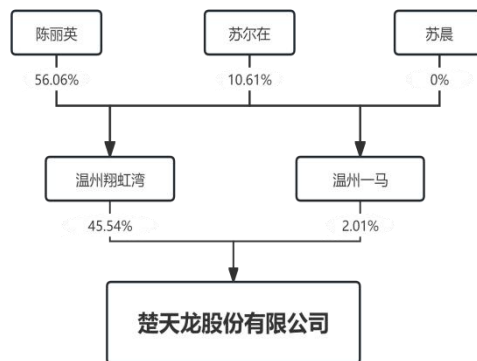 陈丽英
苏尔在
苏晨
56.06%
10.61%
0%
温州翔虹湾
温州一马
45.54%
2.01%
楚天龙股份有限公司